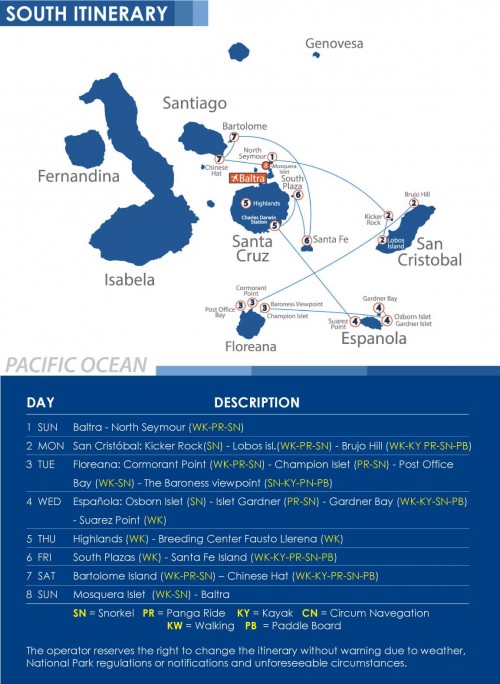 SOUTH ITINERARY
Genovesa
Santiago
Bartolome
7
North
Seymour
1
Mosquera
Islet
8
7
Chinese
Hat
Fernandina
Baltra
South
Plaza
6
Brujo Hill
2
5 Highlands
Charles Darwin
Station
5
Kicker
Rock
2
2
Lobos
Island
Santa
Cruz
6
Santa Fe
San
Cristobal
Isabela
Cormorant
Point
Post Office
Bay
3 3
3
Baroness Viewpoint
Champion Islet
Floreana
Gardner Bay
4
4
Suarez
Point
4
Osborn Islet
Gardner Islet
Espanola
PACIFIC OCEAN
DAY DESCRIPTION
1 SUN Baltra - North Seymour (WK-PR-SN)
2 MON San Cristóbal: Kicker Rock(SN) - Lobos isl.(WK-PR-SN) - Brujo Hill (WK-KY PR-SN-PB)
3 TUE Floreana: Cormorant Point (WK-PR-SN) - Champion Islet (PR-SN) - Post Office
Bay (WK-SN) - The Baroness viewpoint (SN-KY-PN-PB)
4 WED Española: Osborn Islet (SN) - Islet Gardner (PR-SN) - Gardner Bay (WK-KY-SN-PB)
- Suarez Point (WK)
5 THU Highlands (WK) - Breeding Center Fausto Llerena (WK)
6 FRI South Plazas (WK) - Santa Fe Island (WK-KY-PR-SN-PB)
7 SAT Bartolome Island (WK-PR-SN) – Chinese Hat (WK-KY-PR-SN-PB)
8 SUN Mosquera Islet (WK-SN) - Baltra
SN = Snorkel PR = Panga Ride KY = Kayak CN = Circum Navegation
KW = Walking PB = Paddle Board
The operator reserves the right to change the itinerary without warning due to weather,
National Park regulations or notifications and unforeseeable circumstances.